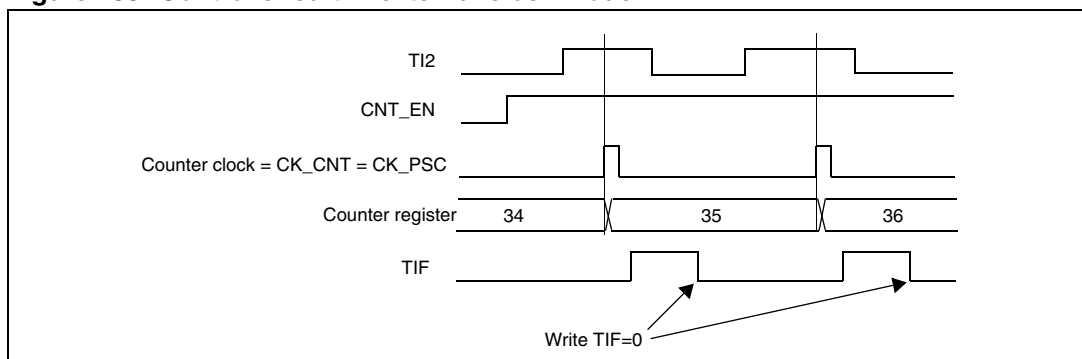 TI2
CNT_EN
Counter clock = CK_CNT = CK_PSC
Counter register 34 35 36
TIF
Write TIF=0